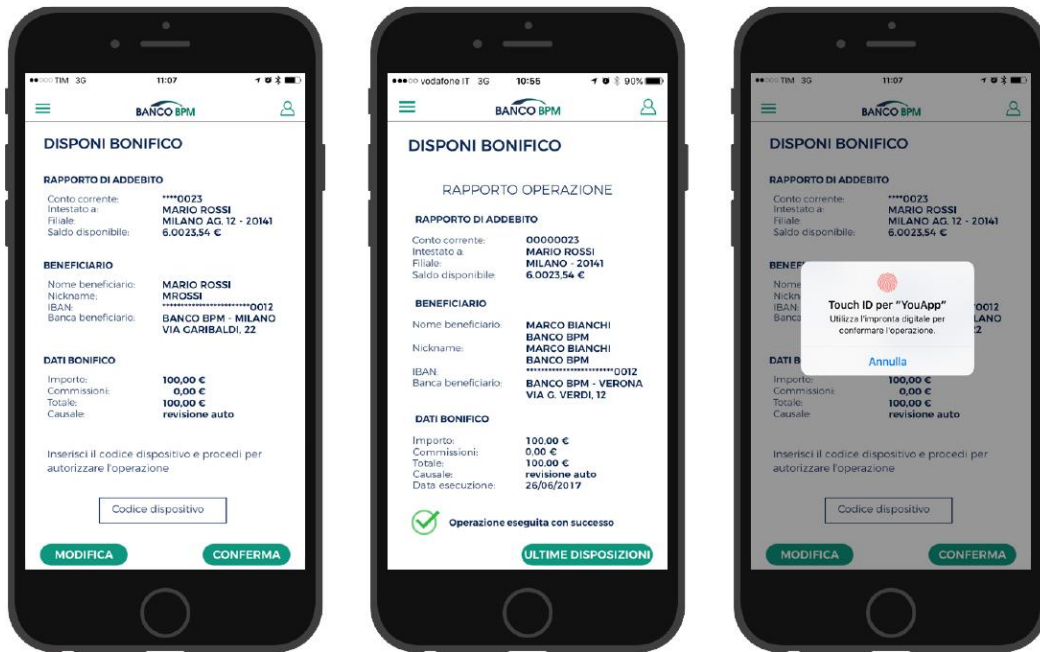 TIM 3G 11:07
BANCO BPM
DISPONI BONIFICO
RAPPORTO DI ADDEBITO
Conto corrente: ****0023
Intestato a: MARIO ROSSI
Filiale: MILANO AG. 12 - 20141
Saldo disponibile: 6.0023,54 €
BENEFICIARIO
Nome beneficiario: MARIO ROSSI
Nickname: MROSSI
IBAN: ***********************0012
Banca beneficiario: BANCO BPM - MILANO
VIA GARIBALDI, 22
DATI BONIFICO
Importo: 100,00 €
Commissioni: 0,00 €
Totale: 100,00 €
Causale: revisione auto
Inserisci il codice dispositivo e procedi per
autorizzare l'operazione
Codice dispositivo
MODIFICA CONFERMA
vodafone IT 3G 10:55 90%
BANCO BPM
DISPONI BONIFICO
RAPPORTO OPERAZIONE
RAPPORTO DI ADDEBITO
Conto corrente: 00000023
Intestato a: MARIO ROSSI
Filiale: MILANO - 20141
Saldo disponibile: 6.0023,54 €
BENEFICIARIO
Nome beneficiario: MARCO BIANCHI
BANCO BPM
Nickname: MARCO BIANCHI
BANCO BPM
IBAN: ***********************0012
Banca beneficiario: BANCO BPM - VERONA
VIA G. VERDI, 12
DATI BONIFICO
Importo: 100,00 €
Commissioni: 0,00 €
Totale: 100,00 €
Causale: revisione auto
Data esecuzione: 26/06/2017
Operazione eseguita con successo
ULTIME DISPOSIZIONI
TIM 3G 11:07
BANCO BPM
DISPONI BONIFICO
RAPPORTO DI ADDEBITO
Conto corrente: ****0023
Intestato a: MARIO ROSSI
Filiale: MILANO AG. 12 - 20141
Saldo disponibile: 6.0023,54 €
BENEF
Nome
Nickn
IBAN: 0012
Banca LANO
22
Touch ID per "YouApp"
Utilizza l'impronta digitale per
confermare l'operazione.
Annulla
DATI B
Importo: 100,00 €
Commissioni: 0,00 €
Totale: 100,00 €
Causale: revisione auto
Inserisci il codice dispositivo e procedi per
autorizzare l'operazione
Codice dispositivo
MODIFICA CONFERMA